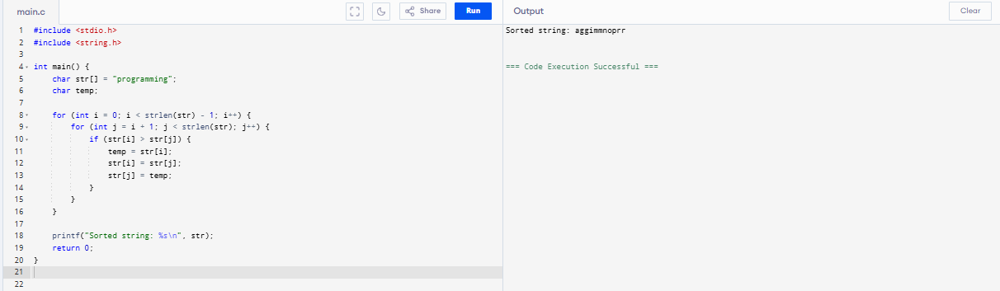 main.c Share Run Output Clear
1 #include <stdio.h>
2 #include <string.h>
3
4 int main() {
5     char str[] = "programming";
6     char temp;
7
8     for (int i = 0; i < strlen(str) - 1; i++) {
9         for (int j = i + 1; j < strlen(str); j++) {
10             if (str[i] > str[j]) {
11                 temp = str[i];
12                 str[i] = str[j];
13                 str[j] = temp;
14             }
15         }
16     }
17
18     printf("Sorted string: %s\n", str);
19     return 0;
20 }
21
22
Sorted string: aggimmnoprr
=== Code Execution Successful ===